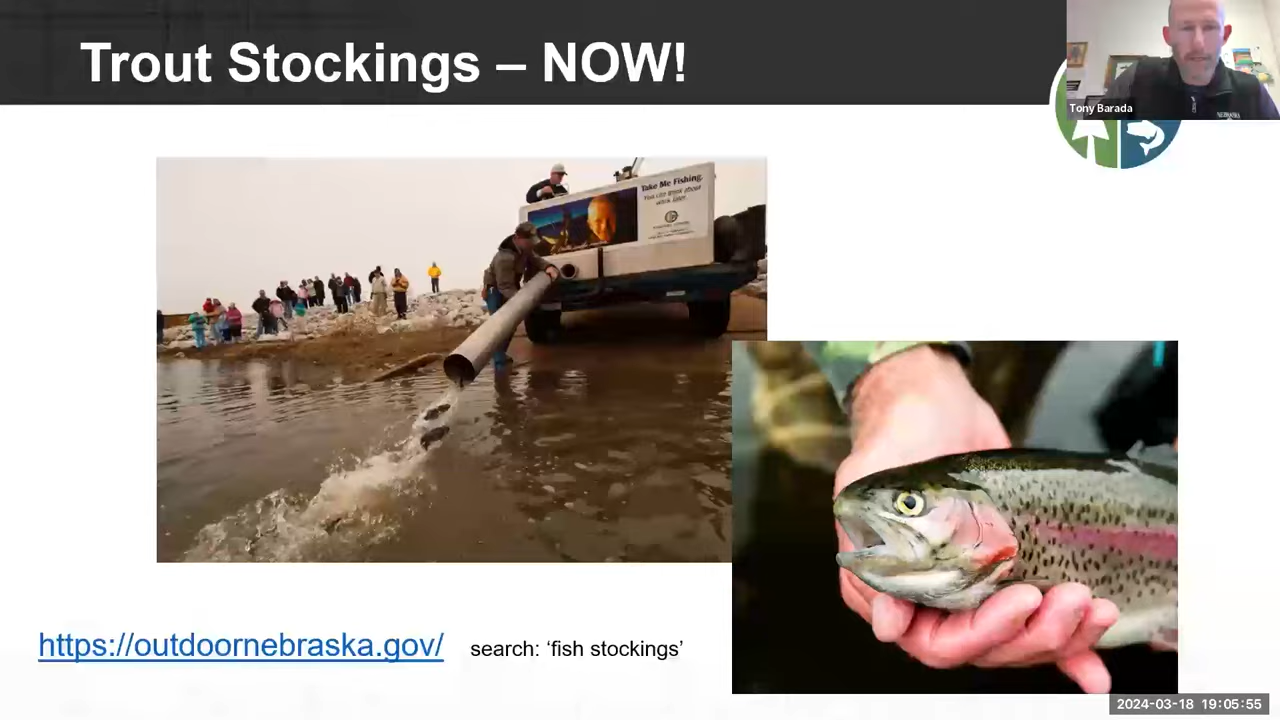 Trout Stockings – NOW!
Tony Barada
Take Me Fishing.
https://outdoornebraska.gov/ search: ‘fish stockings’
2024-03-18 19:05:55